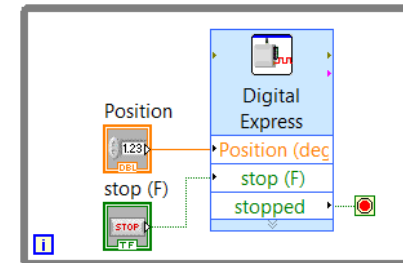 Digital
Express
Position
1.23
DBL
Position (deg
stop (F)
stop (F)
STOP
TF
stopped
i